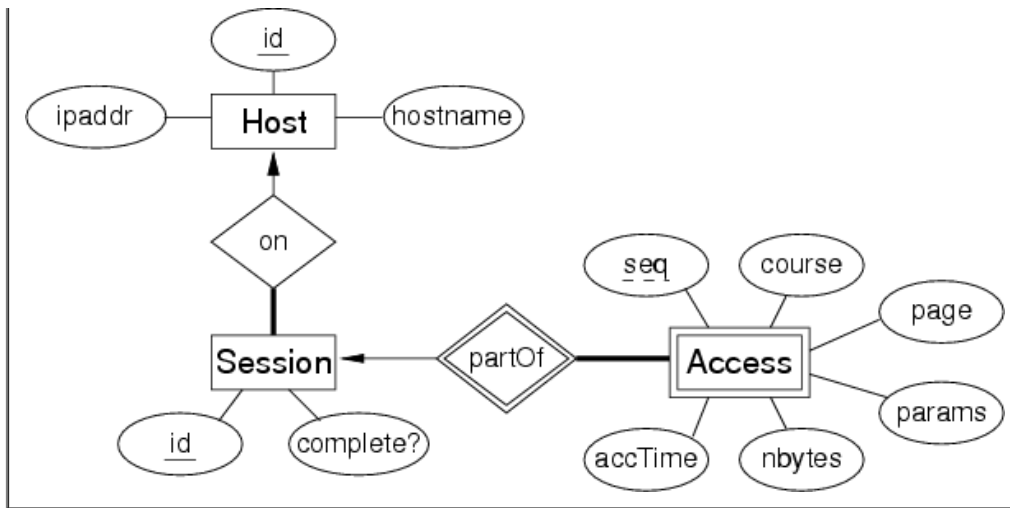 id
ipaddr
Host
hostname
on
seq
course
page
Session
partOf
Access
params
id
complete?
accTime
nbytes